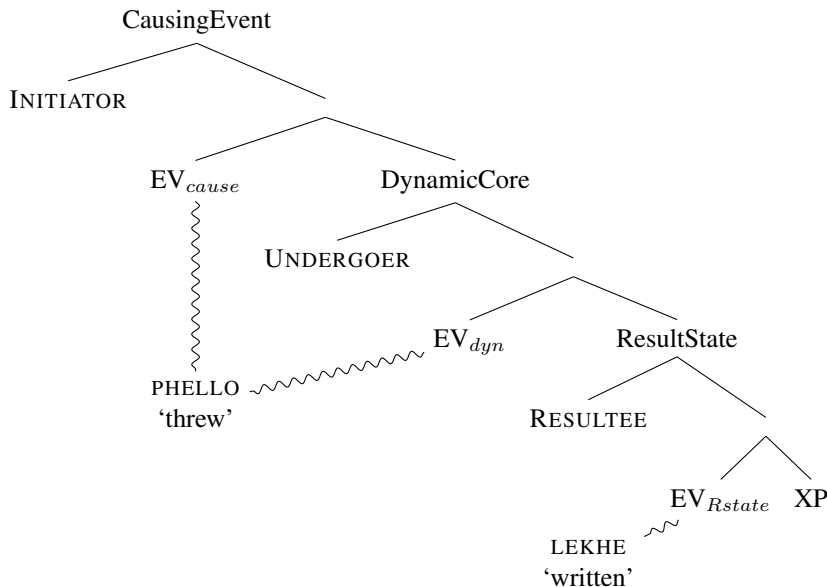 CausingEvent
INITIATOR
EVcause DynamicCore
UNDERGOER
EVdyn ResultState
PHELLO
‘threw’
RESULTEE
EVRstate XP
LEKHE
‘written’